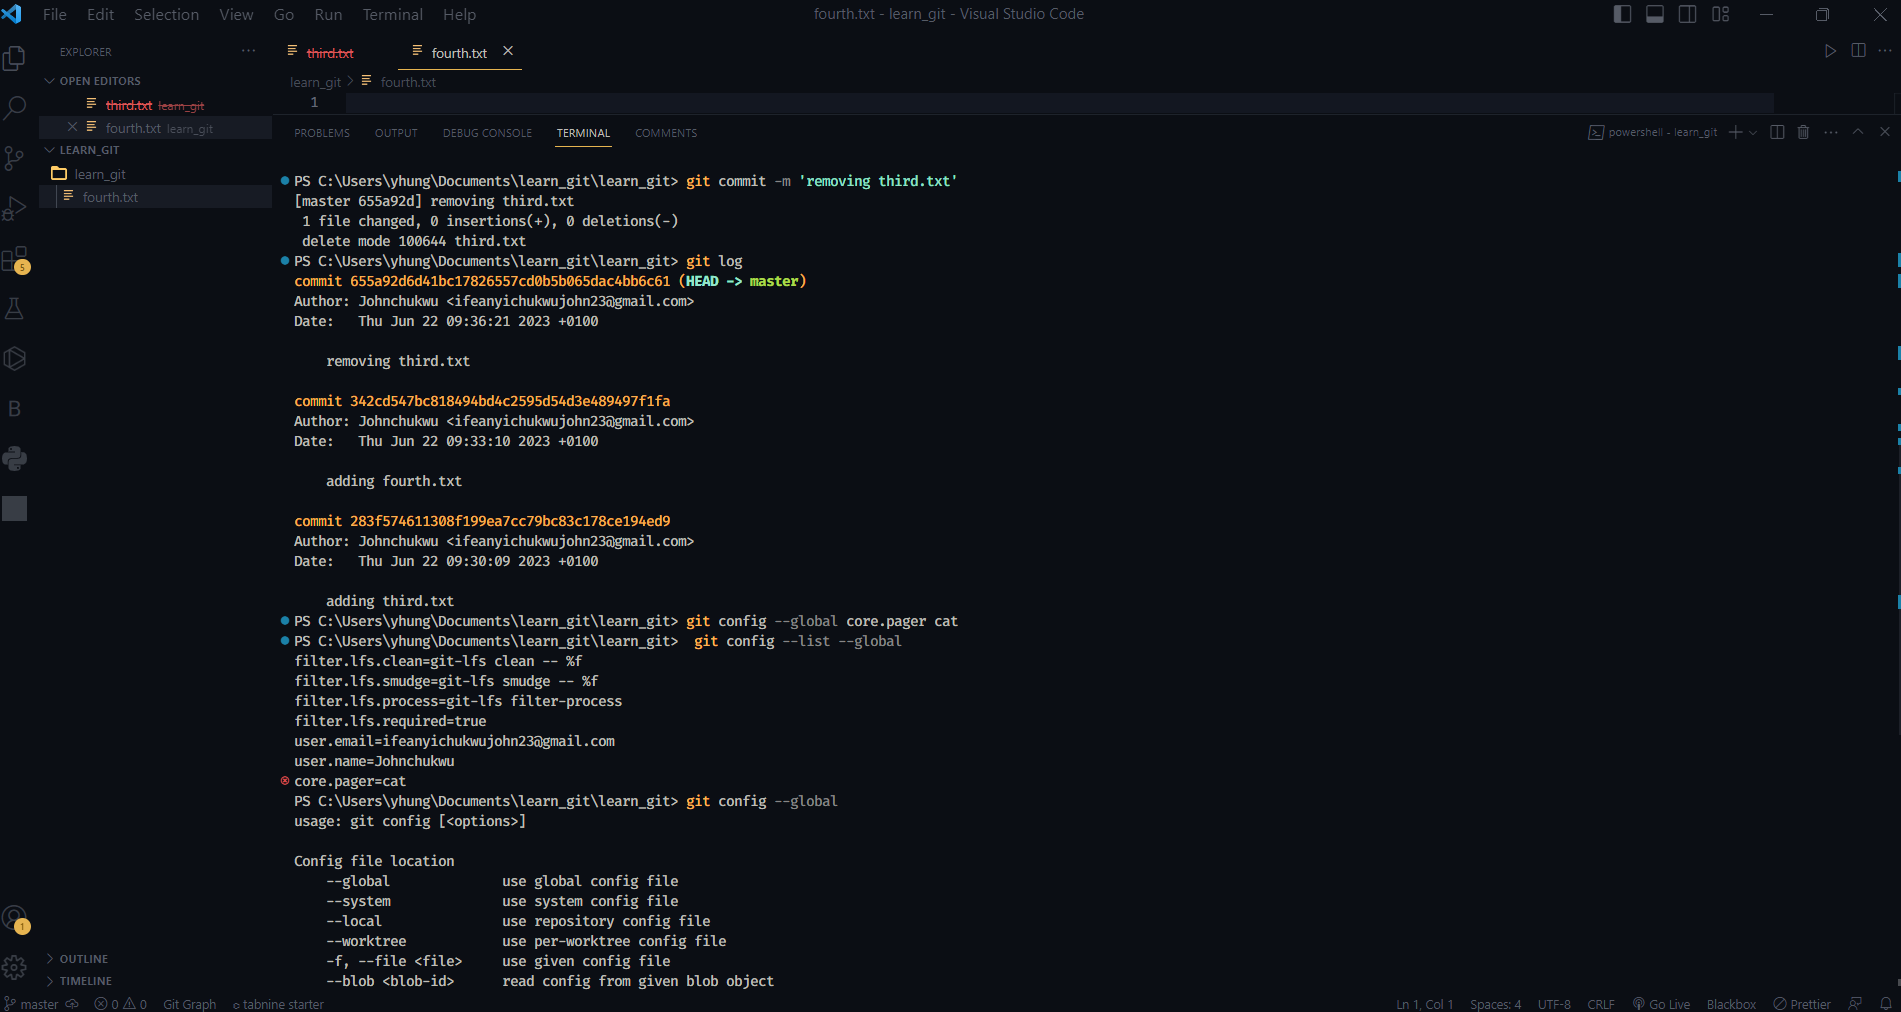 File Edit Selection View Go Run Terminal Help
fourth.txt - learn_git - Visual Studio Code
EXPLORER
OPEN EDITORS
third.txt learn_git
fourth.txt learn_git
LEARN_GIT
learn_git
fourth.txt
5
B
1
OUTLINE
TIMELINE
third.txt
fourth.txt
learn_git > fourth.txt
1
PROBLEMS OUTPUT DEBUG CONSOLE TERMINAL COMMENTS
powershell - learn_git
PS C:\Users\yhung\Documents\learn_git\learn_git> git commit -m 'removing third.txt'
[master 655a92d] removing third.txt
1 file changed, 0 insertions(+), 0 deletions(-)
delete mode 100644 third.txt
PS C:\Users\yhung\Documents\learn_git\learn_git> git log
commit 655a92d6d41bc17826557cd0b5b065dac4bb6c61 (HEAD -> master)
Author: Johnchukwu <ifeanyichukwujohn23@gmail.com>
Date:   Thu Jun 22 09:36:21 2023 +0100
removing third.txt
commit 342cd547bc818494bd4c2595d54d3e489497f1fa
Author: Johnchukwu <ifeanyichukwujohn23@gmail.com>
Date:   Thu Jun 22 09:33:10 2023 +0100
adding fourth.txt
commit 283f574611308f199ea7cc79bc83c178ce194ed9
Author: Johnchukwu <ifeanyichukwujohn23@gmail.com>
Date:   Thu Jun 22 09:30:09 2023 +0100
adding third.txt
PS C:\Users\yhung\Documents\learn_git\learn_git> git config --global core.pager cat
PS C:\Users\yhung\Documents\learn_git\learn_git>  git config --list --global
filter.lfs.clean=git-lfs clean -- %f
filter.lfs.smudge=git-lfs smudge -- %f
filter.lfs.process=git-lfs filter-process
filter.lfs.required=true
user.email=ifeanyichukwujohn23@gmail.com
user.name=Johnchukwu
core.pager=cat
PS C:\Users\yhung\Documents\learn_git\learn_git> git config --global
usage: git config [<options>]
Config file location
--global              use global config file
--system              use system config file
--local               use repository config file
--worktree            use per-worktree config file
-f, --file <file>     use given config file
--blob <blob-id>      read config from given blob object
master 0 0 Git Graph tabnine starter
Ln 1, Col 1 Spaces: 4 UTF-8 CRLF Go Live Blackbox Prettier